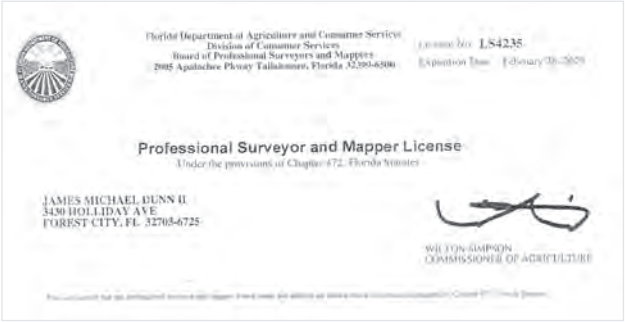 Florida Department of Agriculture and Consumer Services
Division of Consumer Services
Board of Professional Surveyors and Mappers
2005 Apalachee Pkway Tallahassee, Florida 32399-6500
License No.: LS4235
Expiration Date February
Professional Surveyor and Mapper License
Under the provisions of Chapter 472, Florida Statutes
JAMES MICHAEL DUNN II
3430 HOLLIDAY AVE
FOREST CITY, FL 32703-6725
WILTON SIMPSON
COMMISSIONER OF AGRICULTURE